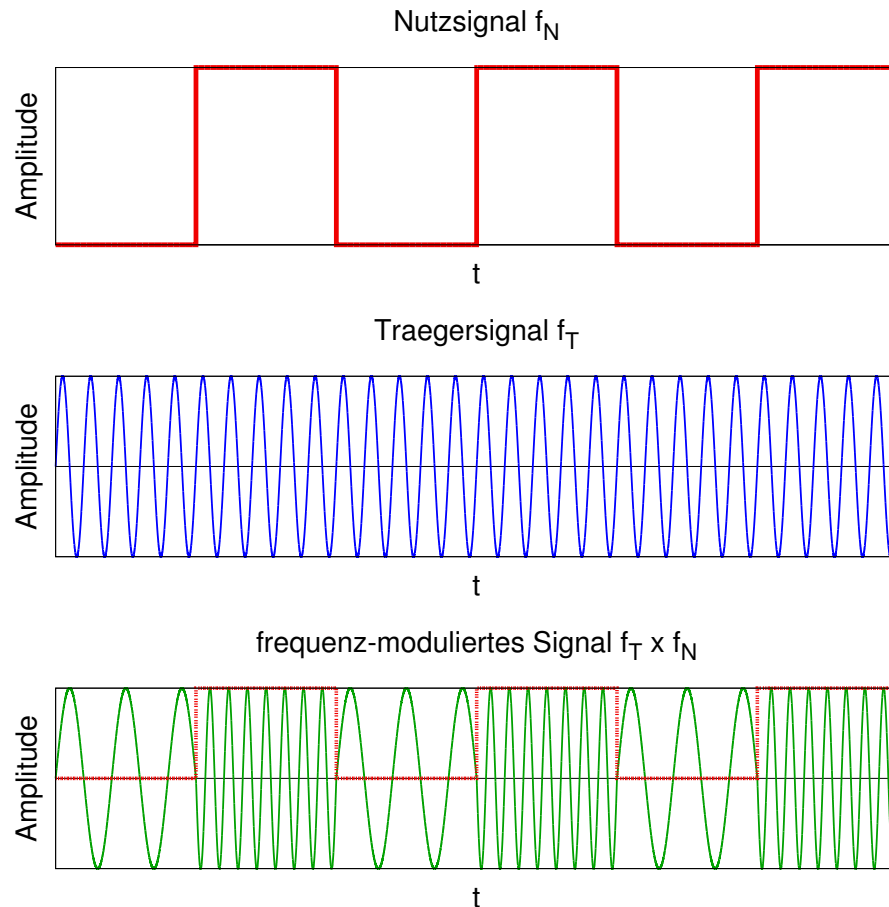 Nutzsignal f_N
Amplitude
t
Traegersignal f_T
Amplitude
t
frequenz-moduliertes Signal f_T x f_N
Amplitude
t